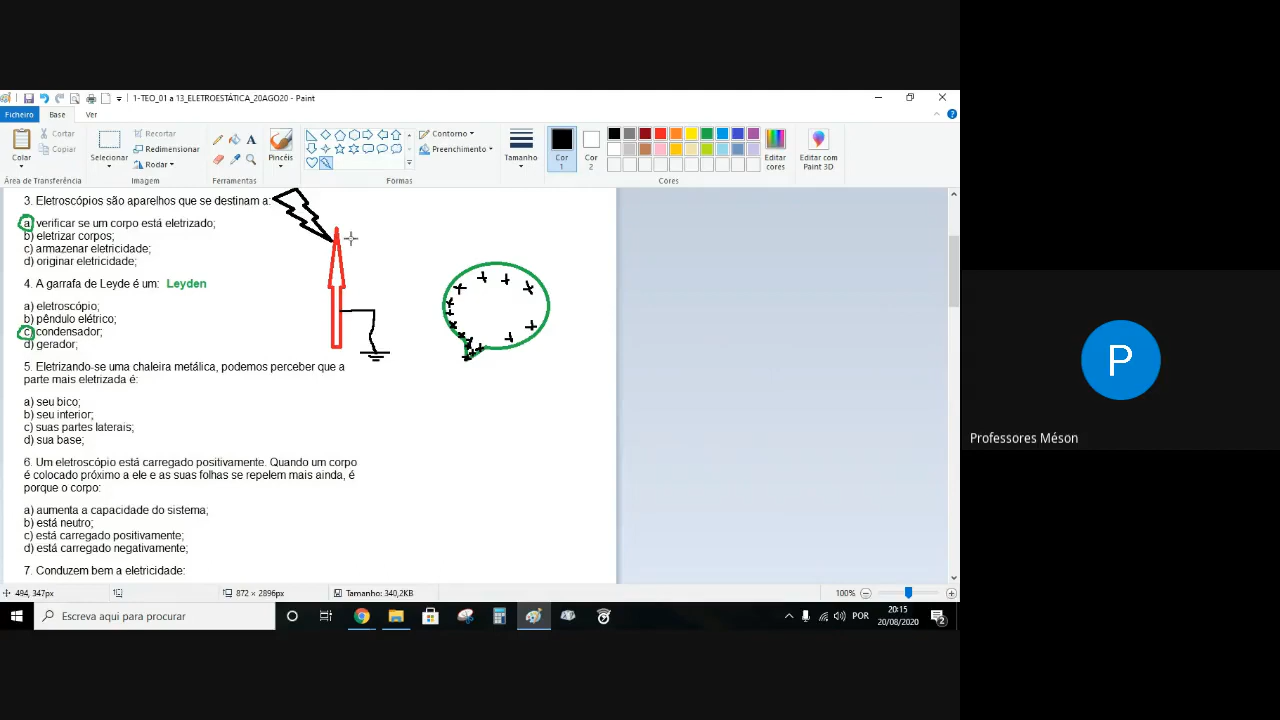 1-TEO_01 a 13_ELETROESTÁTICA_20AGO20 - Paint
Ficheiro Base Ver
Colar
Cortar
Copiar
Área de Transferência
Selecionar
Recortar
Redimensionar
Rodar
Imagem
A
Ferramentas
Pincéis
Contorno
Preenchimento
Fórmas
Tamanho
Cor
1
Cor
2
Editar
cores
Editar com
Paint 3D
Cores
3. Eletroscópios são aparelhos que se destinam a:
a) verificar se um corpo está eletrizado;
b) eletrizar corpos;
c) armazenar eletricidade;
d) originar eletricidade;
4. A garrafa de Leyde é um: Leyden
a) eletroscópio;
b) pêndulo elétrico;
c) condensador;
d) gerador;
5. Eletrizando-se uma chaleira metálica, podemos perceber que a
parte mais eletrizada é:
a) seu bico;
b) seu interior;
c) suas partes laterais;
d) sua base;
6. Um eletroscópio está carregado positivamente. Quando um corpo
é colocado próximo a ele e as suas folhas se repelem mais ainda, é
porque o corpo:
a) aumenta a capacidade do sistema;
b) está neutro;
c) está carregado positivamente;
d) está carregado negativamente;
7. Conduzem bem a eletricidade:
494, 347px
872 × 2896px
Tamanho: 340,2KB
100%
Escreva aqui para procurar
POR
20:15
20/08/2020
2
P
Professores Méson